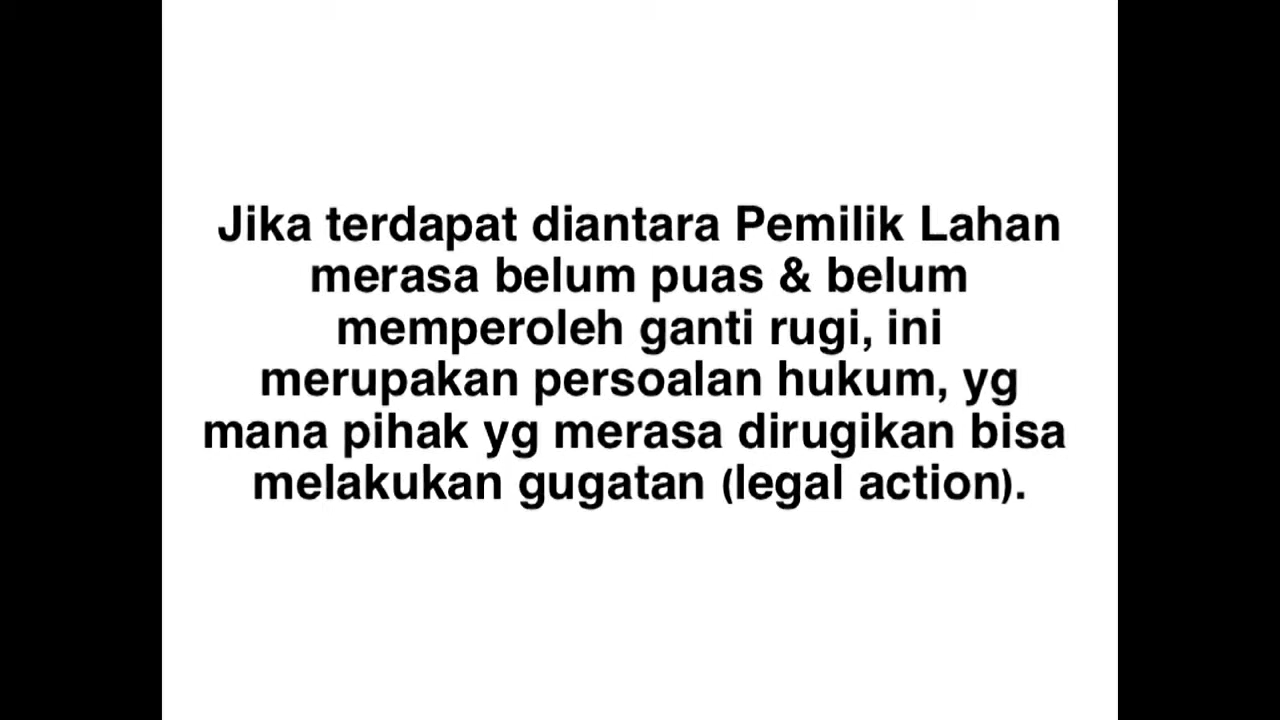 Jika terdapat diantara Pemilik Lahan
merasa belum puas & belum
memperoleh ganti rugi, ini
merupakan persoalan hukum, yg
mana pihak yg merasa dirugikan bisa
melakukan gugatan (legal action).